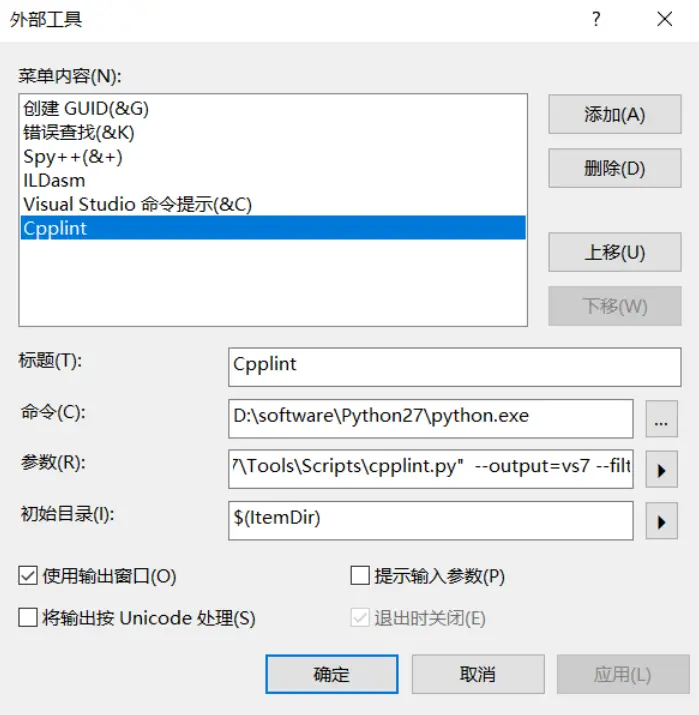 外部工具
?
菜单内容(N):
创建 GUID(&G)
错误查找(&K)
Spy++(&+)
ILDasm
Visual Studio 命令提示(&C)
Cpplint
添加(A)
删除(D)
上移(U)
下移(W)
标题(T):
Cpplint
命令(C):
D:\software\Python27\python.exe
...
参数(R):
7\Tools\Scripts\cpplint.py" --output=vs7 --filt
初始目录(I):
$(ItemDir)
使用输出窗口(O)
提示输入参数(P)
将输出按 Unicode 处理(S)
退出时关闭(E)
确定
取消
应用(L)